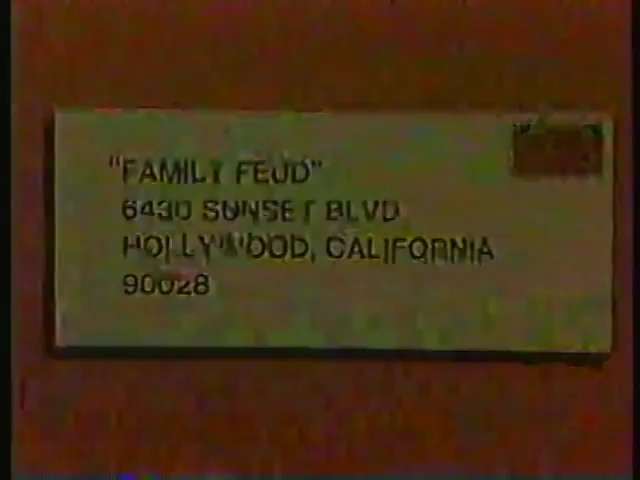 "FAMILY FEUD"
6430 SUNSET BLVD
HOLLYWOOD, CALIFORNIA
90028